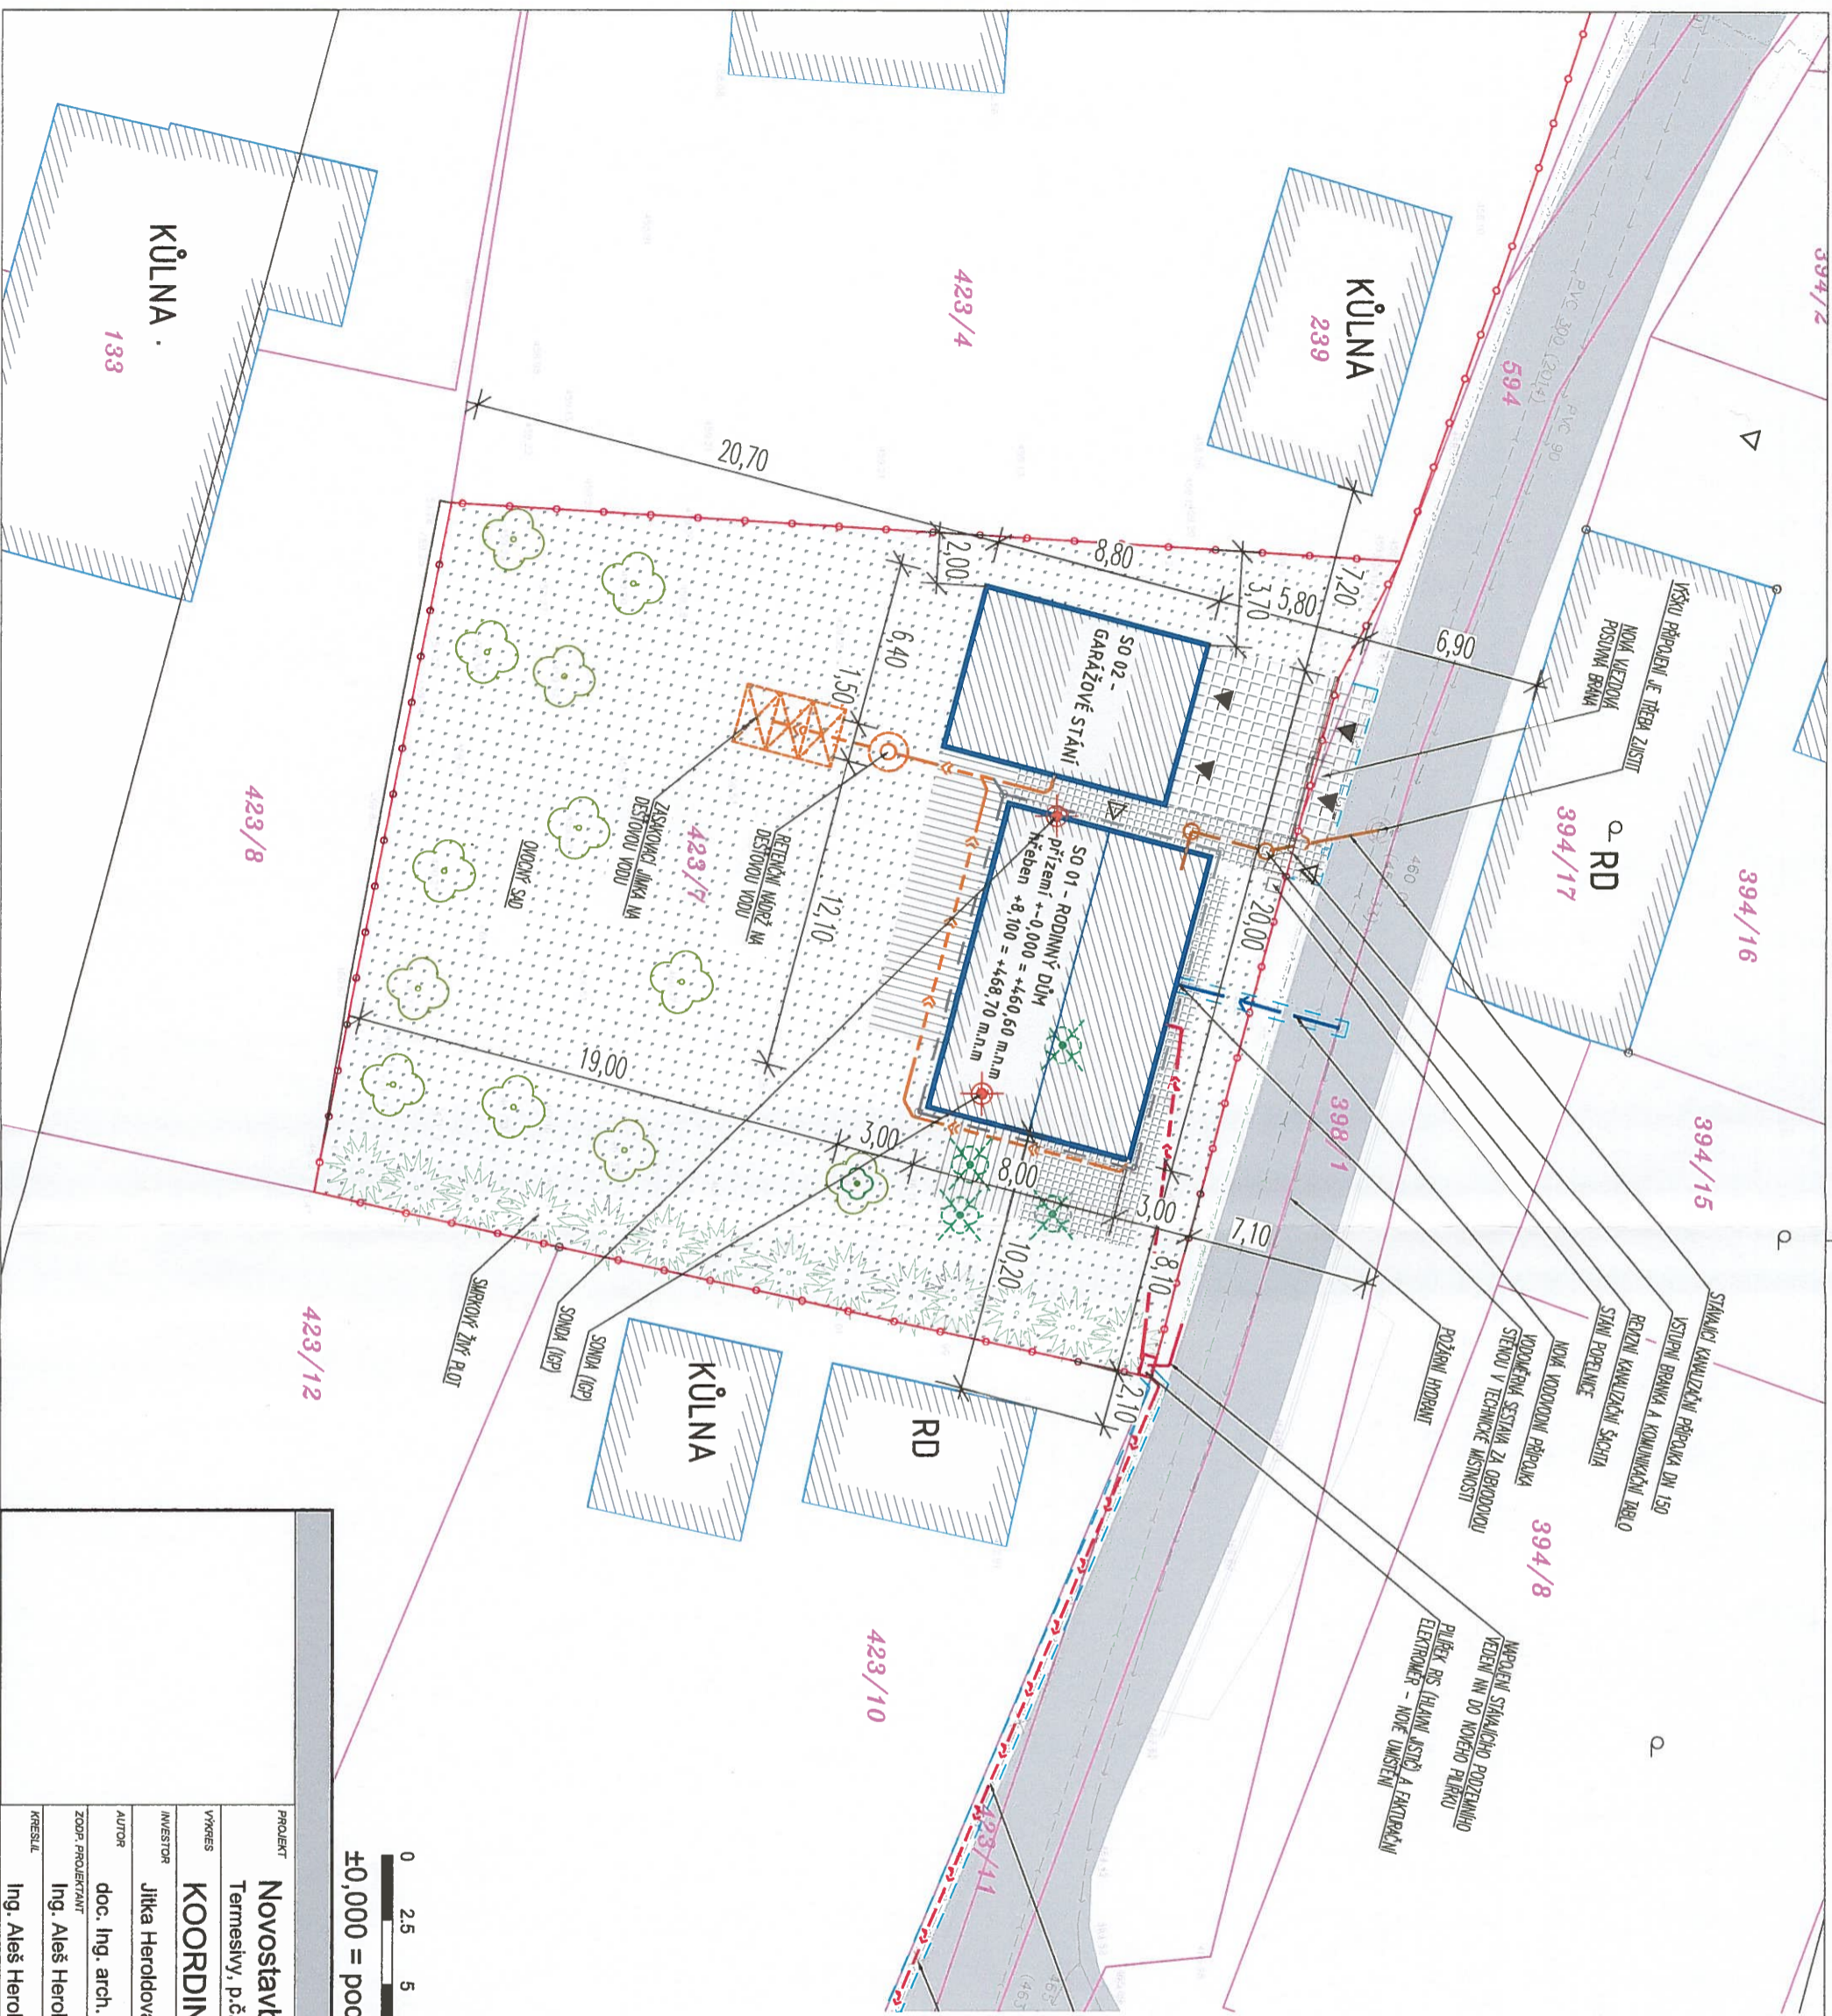 394/2
594
PVC 300 (2014)
PVC 90
KŮLNA
239
423/4
KŮLNA
133
20,70
2,00
8,80
3,70
5,80
7,20
6,90
6,40
1,50
12,10
20,00
19,00
3,00
8,00
3,00
7,10
10,20
8,10
2,10
VÝŠKU PŘIPOJENÍ JE TŘEBA ZJISTIT
NOVÁ VJEZDOVÁ
POSUVNÁ BRÁNA
RD
394/17
394/16
394/15
398/1
394/8
SO 02 -
GARÁŽOVÉ STÁNÍ
SO 01 - RODINNÝ DŮM
přízemí +-0,000 = +460,60 m.n.m
hřeben +8,100 = +468,70 m.n.m
RETENČNÍ NÁDRŽ NA
DEŠŤOVOU VODU
423/7
ZASAKOVACÍ JÍMKA NA
DEŠŤOVOU VODU
OVOCNÝ SAD
423/8
423/12
SMRKOVÝ ŽIVÝ PLOT
SONDA (IGP)
SONDA (IGP)
KŮLNA
RD
423/10
423/11
STÁVAJÍCÍ KANALIZAČNÍ PŘÍPOJKA DN 150
VSTUPNÍ BRANKA A KOMUNIKAČNÍ TABLO
REVIZNÍ KANALIZAČNÍ ŠACHTA
STÁNÍ POPELNICE
NOVÁ VODOVODNÍ PŘÍPOJKA
VODOMĚRNÁ SESTAVA ZA OBVODOVOU
STĚNOU V TECHNICKÉ MÍSTNOSTI
POŽÁRNÍ HYDRANT
NAPOJENÍ STÁVAJÍCÍHO PODZEMNÍHO
VEDENÍ NN DO NOVÉHO PILÍŘKU
PILÍŘEK RIS (HLAVNÍ JISTIČ) A FAKTURAČNÍ
ELEKTROMĚR - NOVÉ UMÍSTĚNÍ
0 2.5 5
±0,000 =
PROJEKT
Termesivy, p.č
VÝKRES
INVESTOR
Jitka Heroldova
AUTOR
doc. Ing. arch.
ZODP. PROJEKTANT
Ing. Aleš
KRESLIL
Ing. Aleš